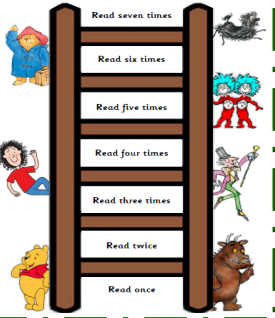 Read seven times
Read six times
Read five times
Read four times
Read three times
Read twice
Read once